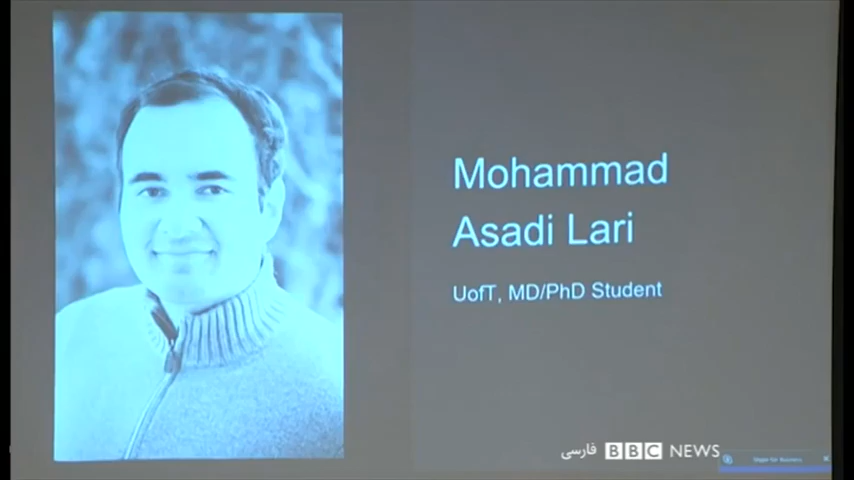 Mohammad
Asadi Lari
UofT, MD/PhD Student
فارسی BBC NEWS